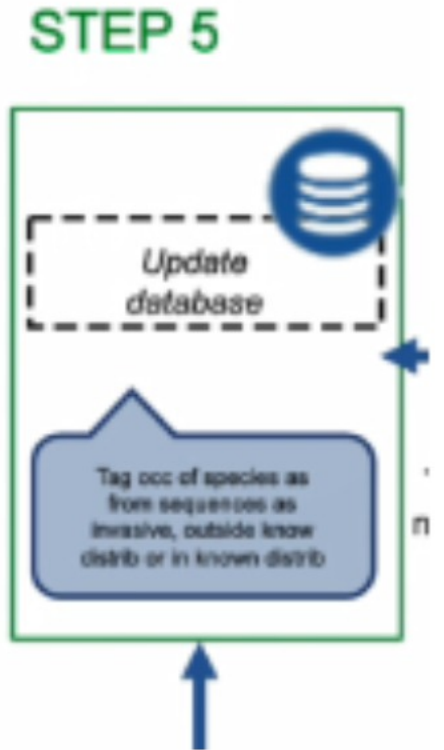 STEP 5
Update
database
Tag occ of species as
from sequences as
invasive, outside know
distrib or in known distrib
n